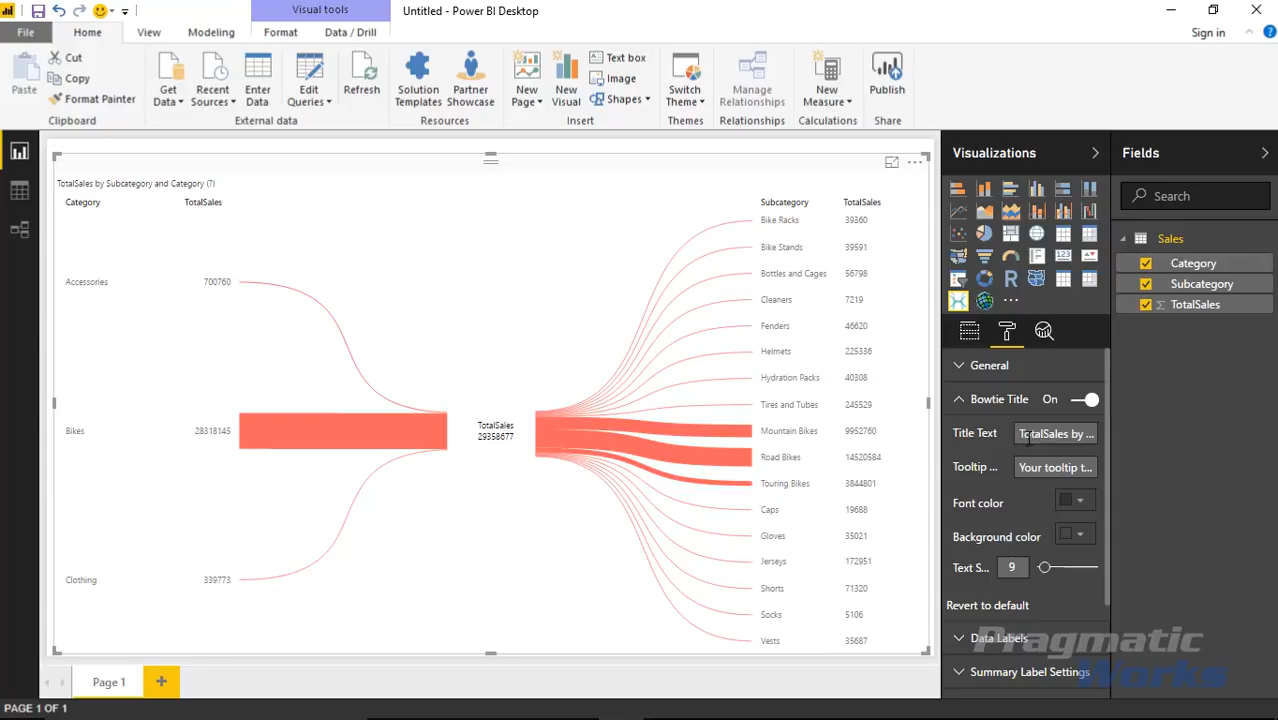 Visual tools
Untitled - Power BI Desktop
File
Home
View
Modeling
Format
Data / Drill
Sign in
Paste
Cut
Copy
Format Painter
Clipboard
Get Data
Recent Sources
Enter Data
Edit Queries
Refresh
External data
Solution Templates
Partner Showcase
Resources
New Page
New Visual
Text box
Image
Shapes
Insert
Switch Theme
Themes
Manage Relationships
Relationships
New Measure
Calculations
Publish
Share
TotalSales by Subcategory and Category (?)
Category TotalSales
Accessories 700760
Bikes 28318145
Clothing 339773
TotalSales
29358677
Subcategory TotalSales
Bike Racks 39360
Bike Stands 39591
Bottles and Cages 56798
Cleaners 7219
Fenders 46620
Helmets 225336
Hydration Packs 40308
Tires and Tubes 245529
Mountain Bikes 9952760
Road Bikes 14520584
Touring Bikes 3844801
Caps 19688
Gloves 35021
Jerseys 172951
Shorts 71320
Socks 5106
Vests 35687
Visualizations
R
123
General
Bowtie Title On
Title Text TotalSales by ...
Tooltip ... Your tooltip t...
Font color
Background color
Text S... 9
Revert to default
Data Labels
Summary Label Settings
Fields
Search
Sales
Category
Subcategory
Σ TotalSales
Pragmatic
Works
Page 1
PAGE 1 OF 1